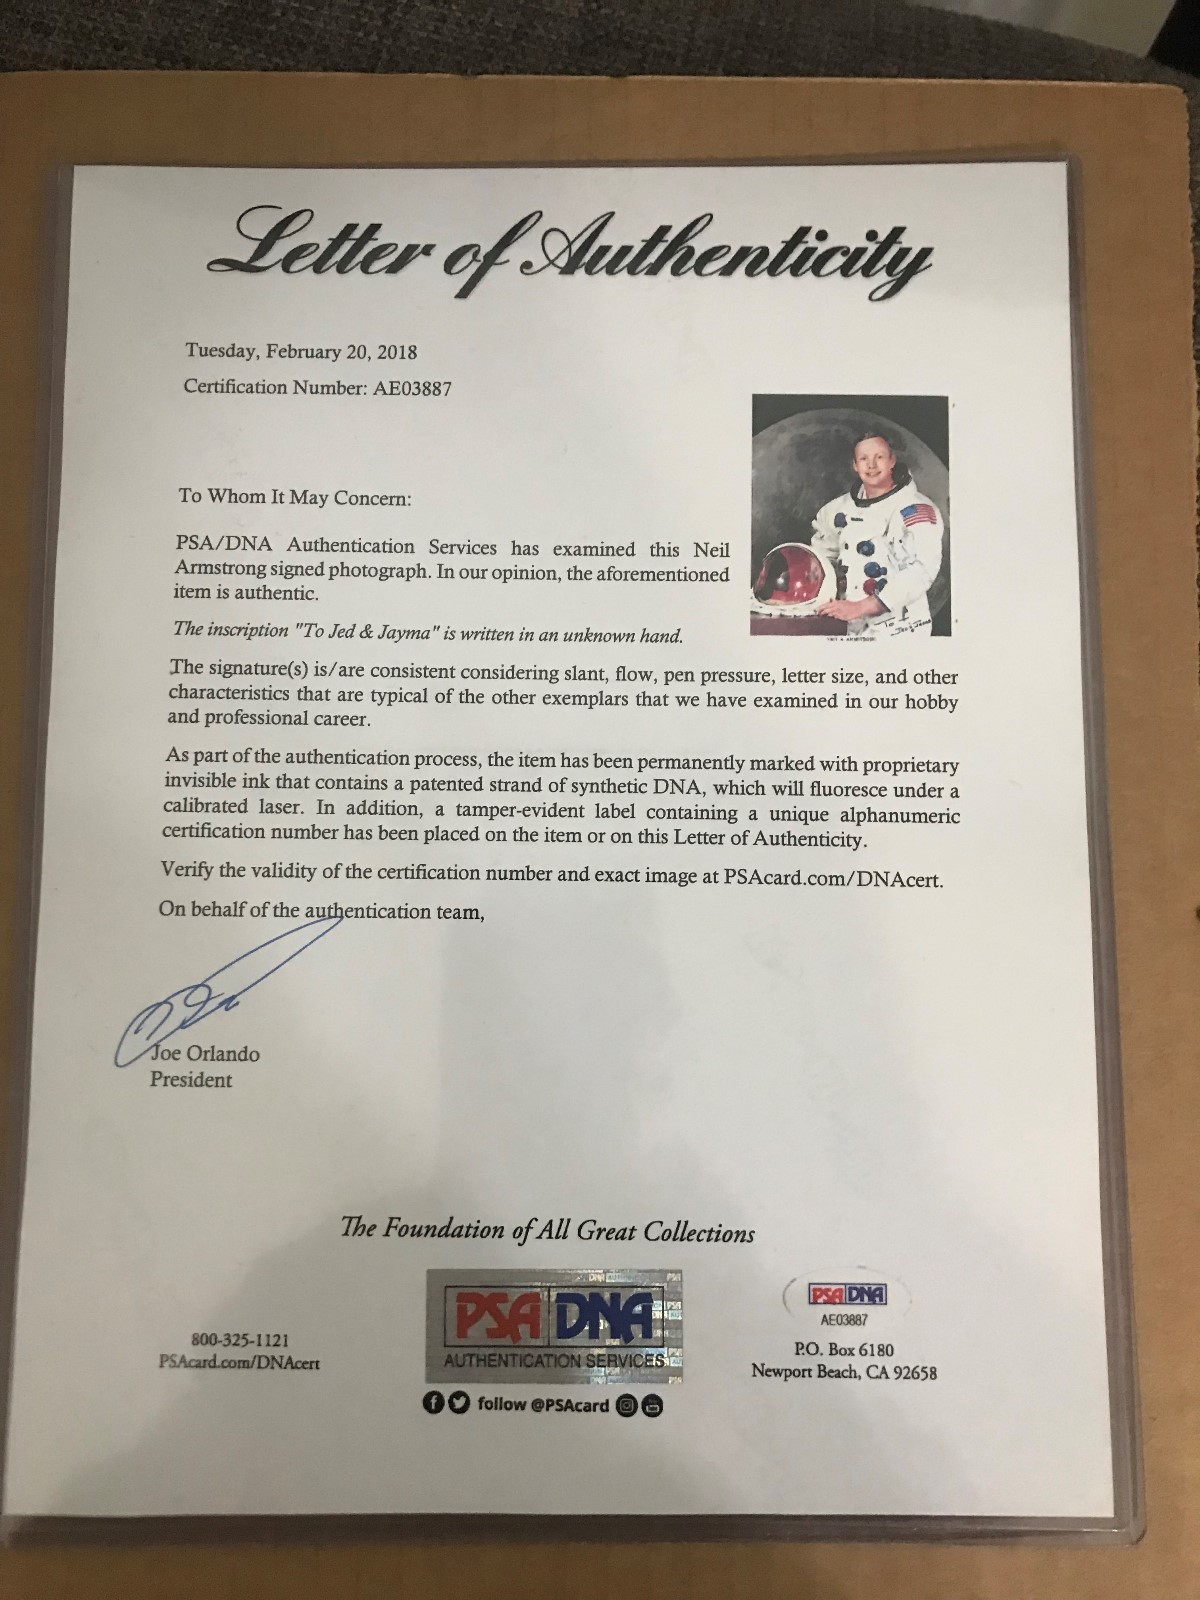 Letter of Authenticity
Tuesday, February 20, 2018
Certification Number: AE03887
To Whom It May Concern:
PSA/DNA Authentication Services has examined this Neil
Armstrong signed photograph. In our opinion, the aforementioned
item is authentic.
The inscription "To Jed & Jayma" is written in an unknown hand.
The signature(s) is/are consistent considering slant, flow, pen pressure, letter size, and other
characteristics that are typical of the other exemplars that we have examined in our hobby
and professional career.
As part of the authentication process, the item has been permanently marked with proprietary
invisible ink that contains a patented strand of synthetic DNA, which will fluoresce under a
calibrated laser. In addition, a tamper-evident label containing a unique alphanumeric
certification number has been placed on the item or on this Letter of Authenticity.
Verify the validity of the certification number and exact image at PSAcard.com/DNAcert.
On behalf of the authentication team,
Joe Orlando
President
The Foundation of All Great Collections
800-325-1121
PSAcard.com/DNAcert
PSA DNA
AUTHENTICATION SERVICES
follow @PSAcard
PSA DNA
AE03887
P.O. Box 6180
Newport Beach, CA 92658